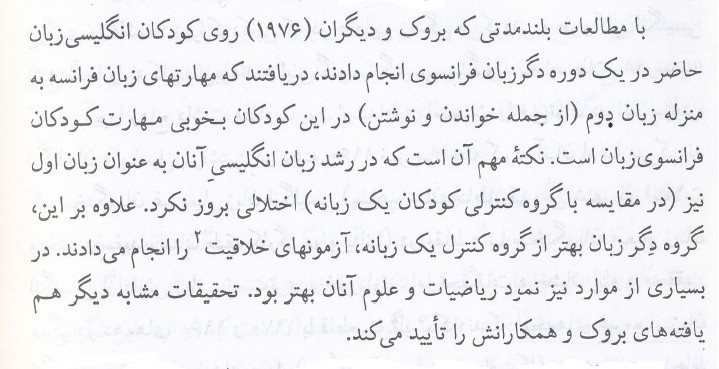 با مطالعات بلندمدتی که بروک و دیگران (۱۹۷۶) روی کودکان انگلیسی‌زبان
حاضر در یک دوره دگرزبان فرانسوی انجام دادند، دریافتند که مهارتهای زبان فرانسه به
منزله زبان دوم (از جمله خواندن و نوشتن) در این کودکان بخوبی مهارت کودکان
فرانسوی‌زبان است. نکتهٔ مهم آن است که در رشد زبان انگلیسی آنان به عنوان زبان اول
نیز (در مقایسه با گروه کنترلی کودکان یک زبانه) اختلالی بروز نکرد. علاوه بر این،
گروه دِگر زبان بهتر از گروه کنترل یک زبانه، آزمونهای خلاقیت را انجام می‌دادند. در
بسیاری از موارد نیز نمره ریاضیات و علوم آنان بهتر بود. تحقیقات مشابه دیگر هم
یافته‌های بروک و همکارانش را تأیید می‌کند.